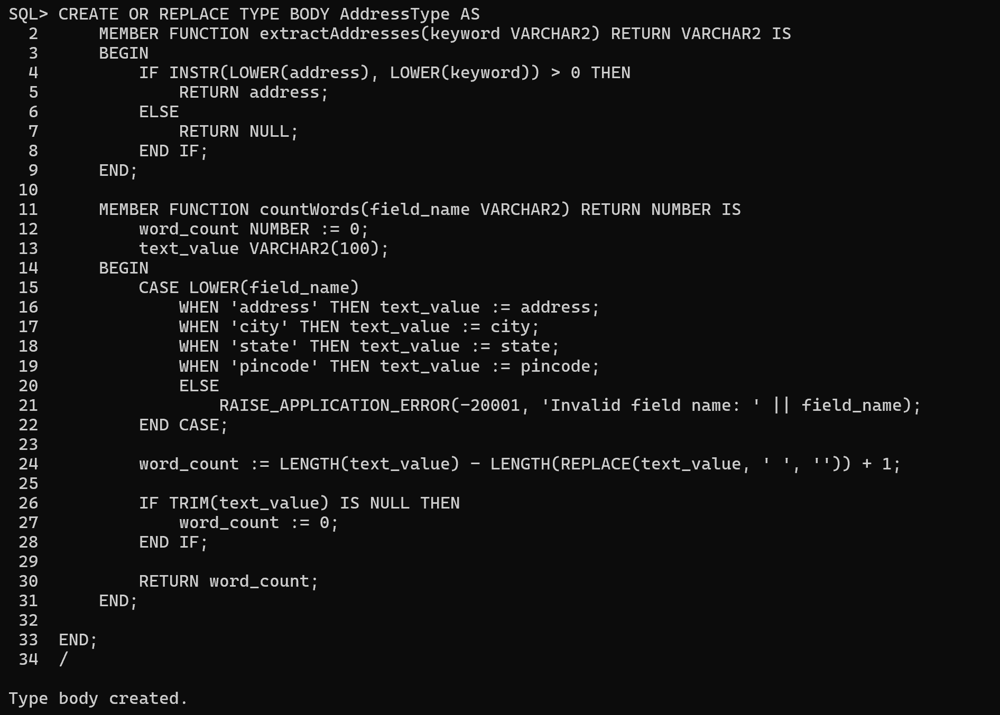 SQL> CREATE OR REPLACE TYPE BODY AddressType AS
  2      MEMBER FUNCTION extractAddresses(keyword VARCHAR2) RETURN VARCHAR2 IS
  3      BEGIN
  4          IF INSTR(LOWER(address), LOWER(keyword)) > 0 THEN
  5              RETURN address;
  6          ELSE
  7              RETURN NULL;
  8          END IF;
  9      END;
 10
 11      MEMBER FUNCTION countWords(field_name VARCHAR2) RETURN NUMBER IS
 12          word_count NUMBER := 0;
 13          text_value VARCHAR2(100);
 14      BEGIN
 15          CASE LOWER(field_name)
 16              WHEN 'address' THEN text_value := address;
 17              WHEN 'city' THEN text_value := city;
 18              WHEN 'state' THEN text_value := state;
 19              WHEN 'pincode' THEN text_value := pincode;
 20              ELSE
 21                  RAISE_APPLICATION_ERROR(-20001, 'Invalid field name: ' || field_name);
 22          END CASE;
 23
 24          word_count := LENGTH(text_value) - LENGTH(REPLACE(text_value, ' ', '')) + 1;
 25
 26          IF TRIM(text_value) IS NULL THEN
 27              word_count := 0;
 28          END IF;
 29
 30          RETURN word_count;
 31      END;
 32
 33  END;
 34  /
Type body created.